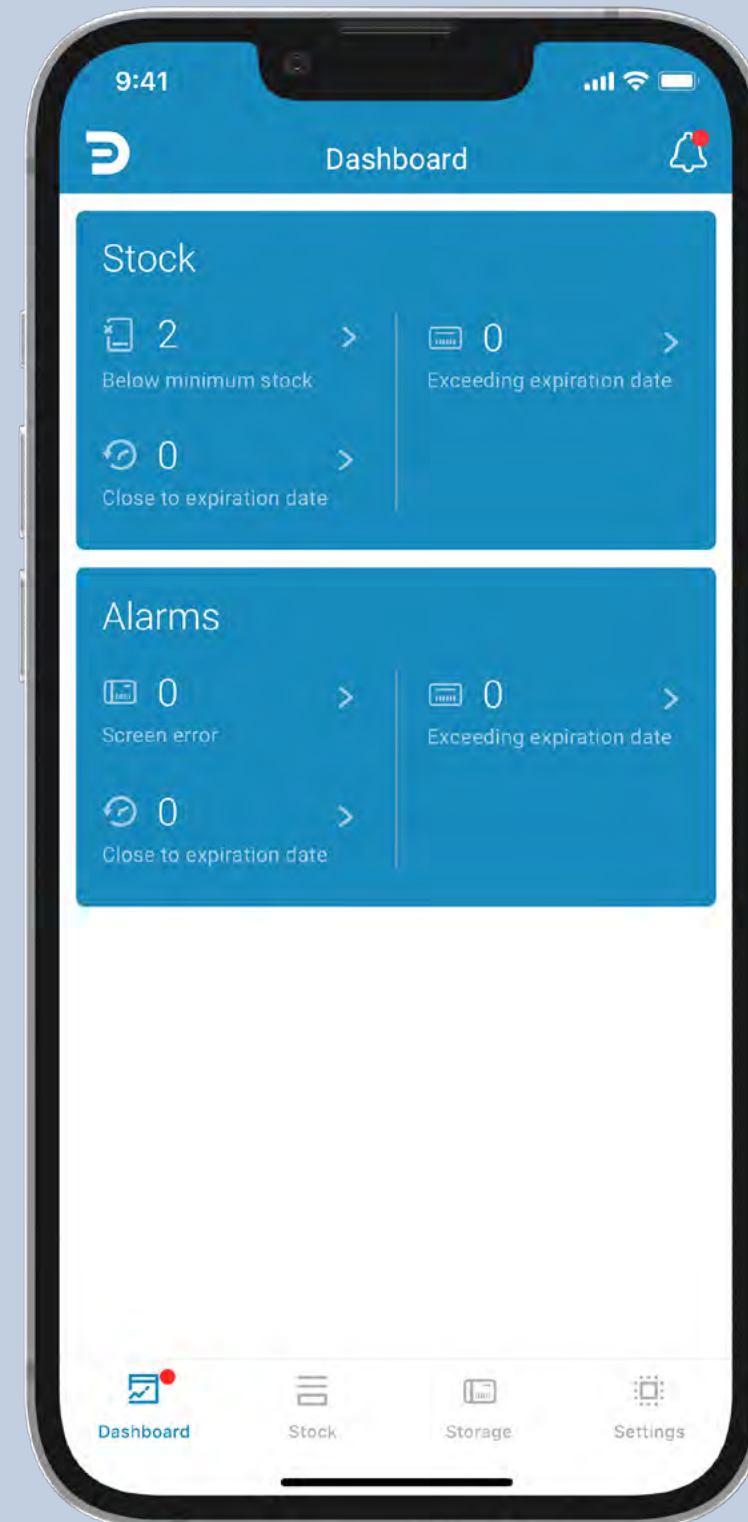 9:41
Dashboard
Stock
2
Below minimum stock
0
Exceeding expiration date
0
Close to expiration date
Alarms
0
Screen error
0
Exceeding expiration date
0
Close to expiration date
Dashboard
Stock
Storage
Settings